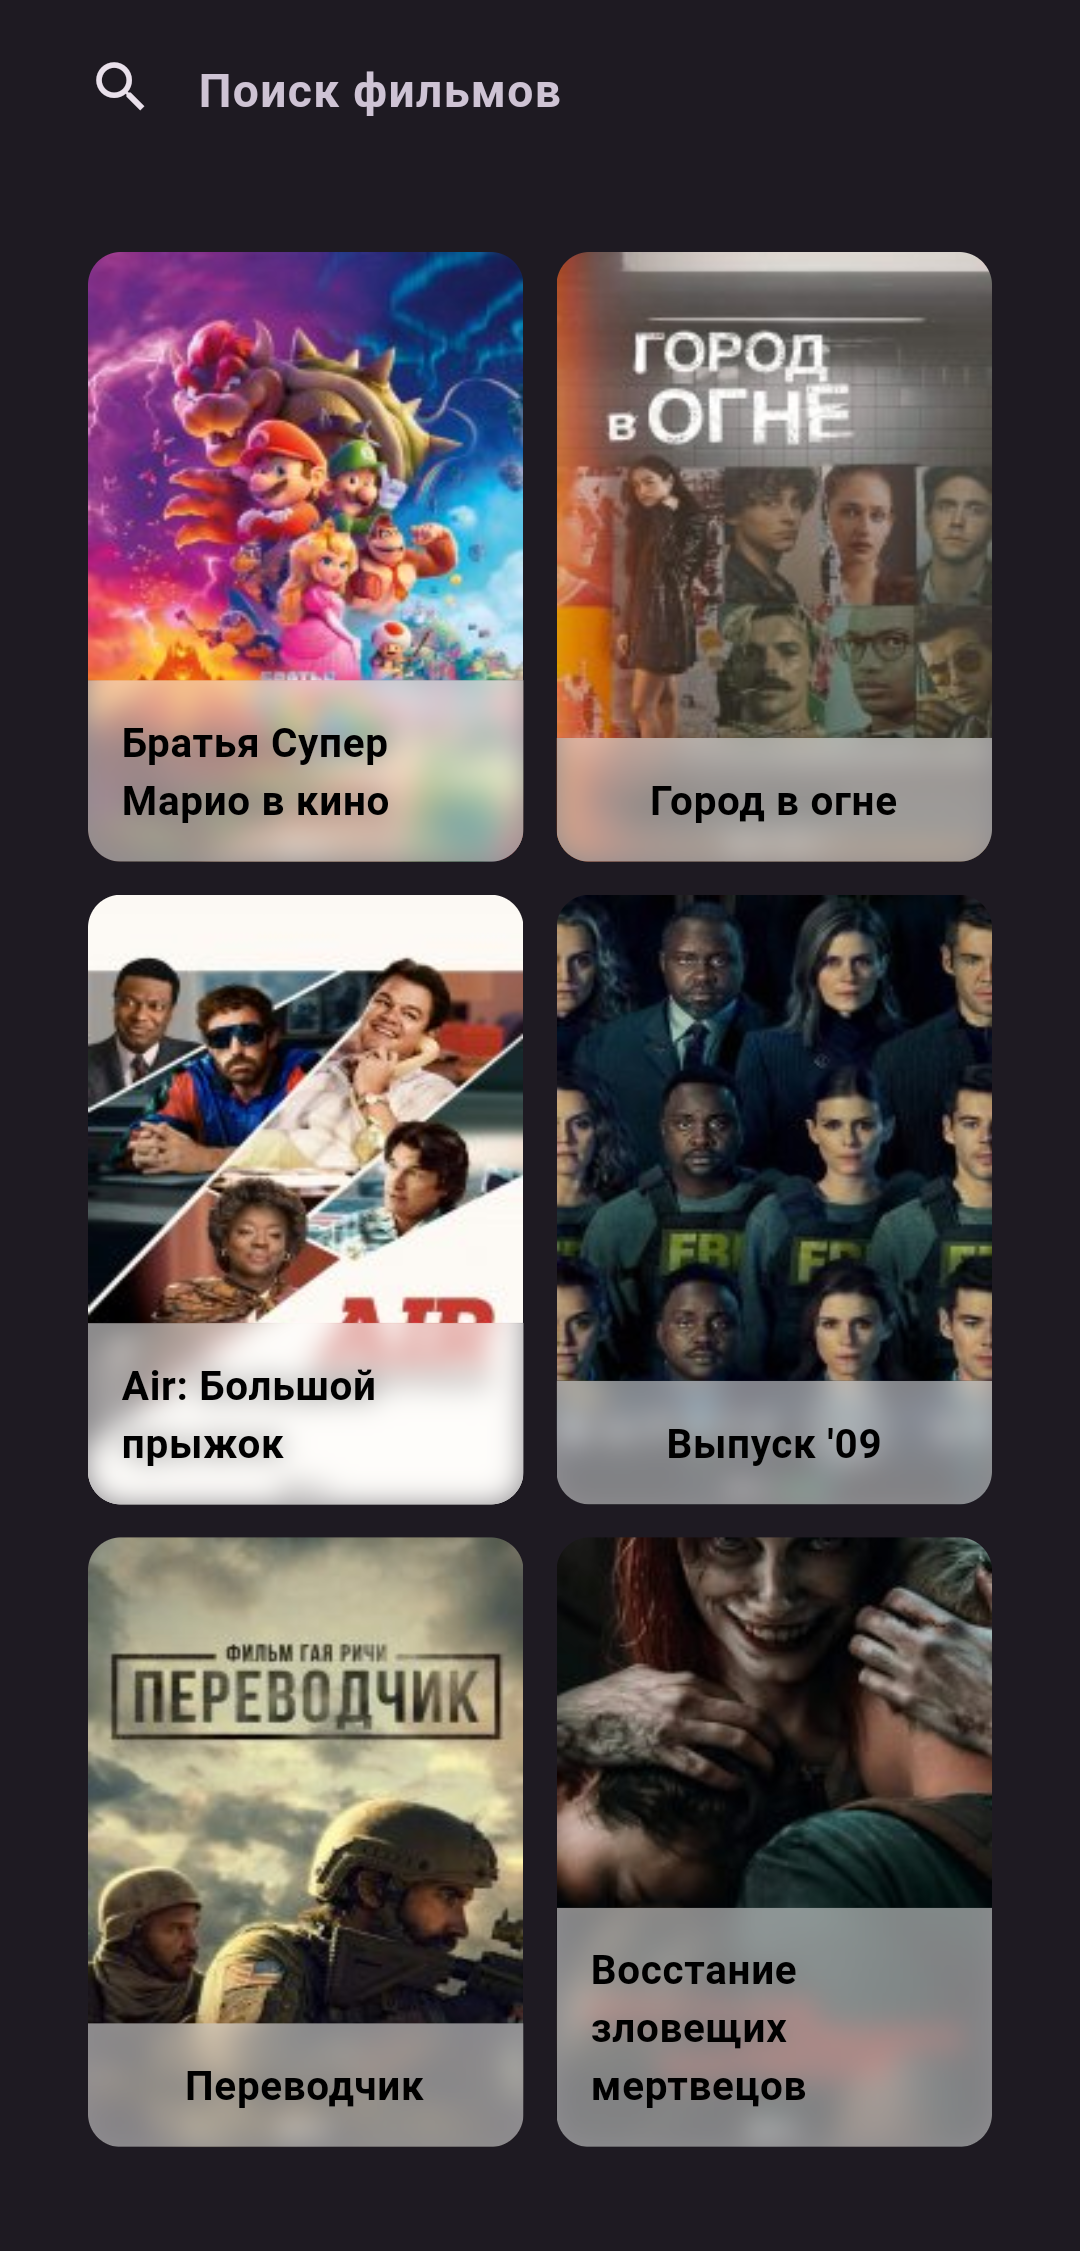 Поиск фильмов
ГОРОД
в ОГНЕ
Братья Супер
Марио в кино
Город в огне
AIR
Air: Большой
прыжок
FBI
Выпуск '09
ФИЛЬМ ГАЯ РИЧИ
ПЕРЕВОДЧИК
Переводчик
Восстание
зловещих
мертвецов